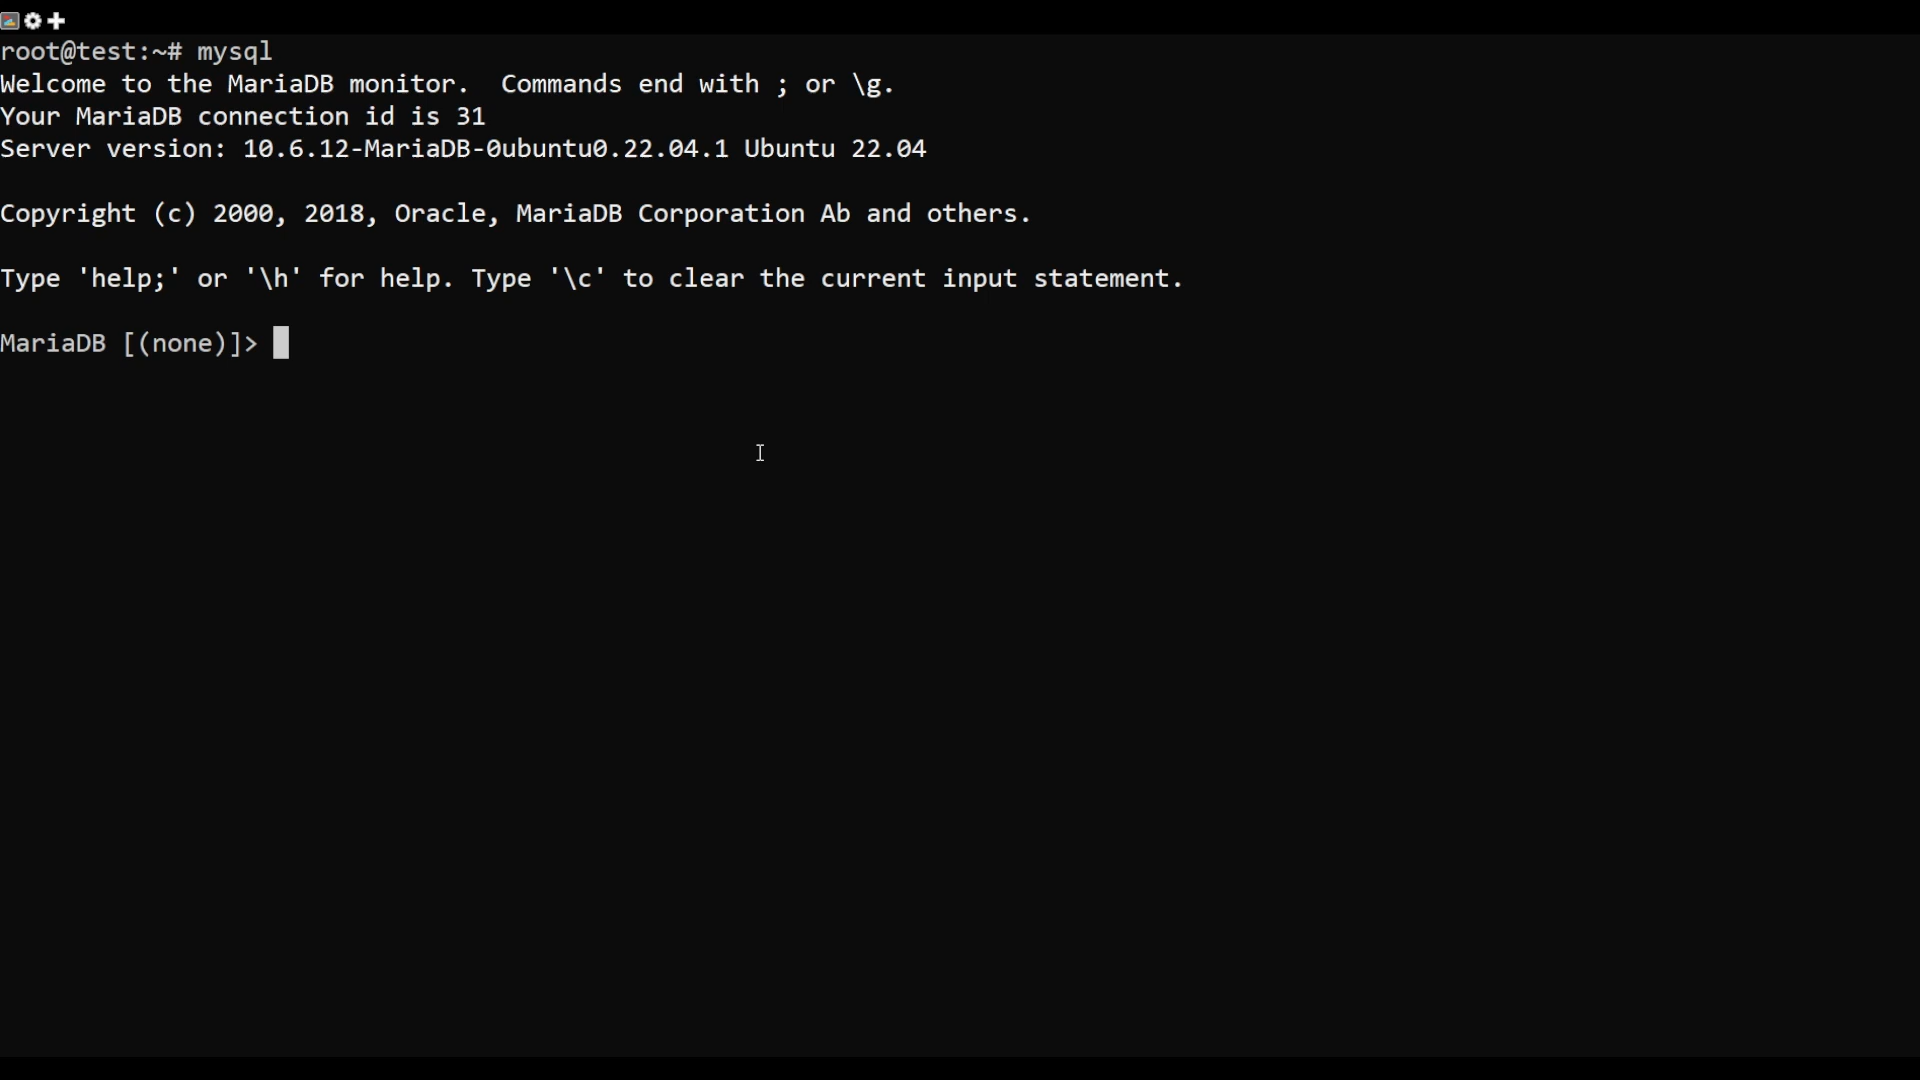 root@test:~# mysql
Welcome to the MariaDB monitor.  Commands end with ; or \g.
Your MariaDB connection id is 31
Server version: 10.6.12-MariaDB-0ubuntu0.22.04.1 Ubuntu 22.04
Copyright (c) 2000, 2018, Oracle, MariaDB Corporation Ab and others.
Type 'help;' or '\h' for help. Type '\c' to clear the current input statement.
MariaDB [(none)]>